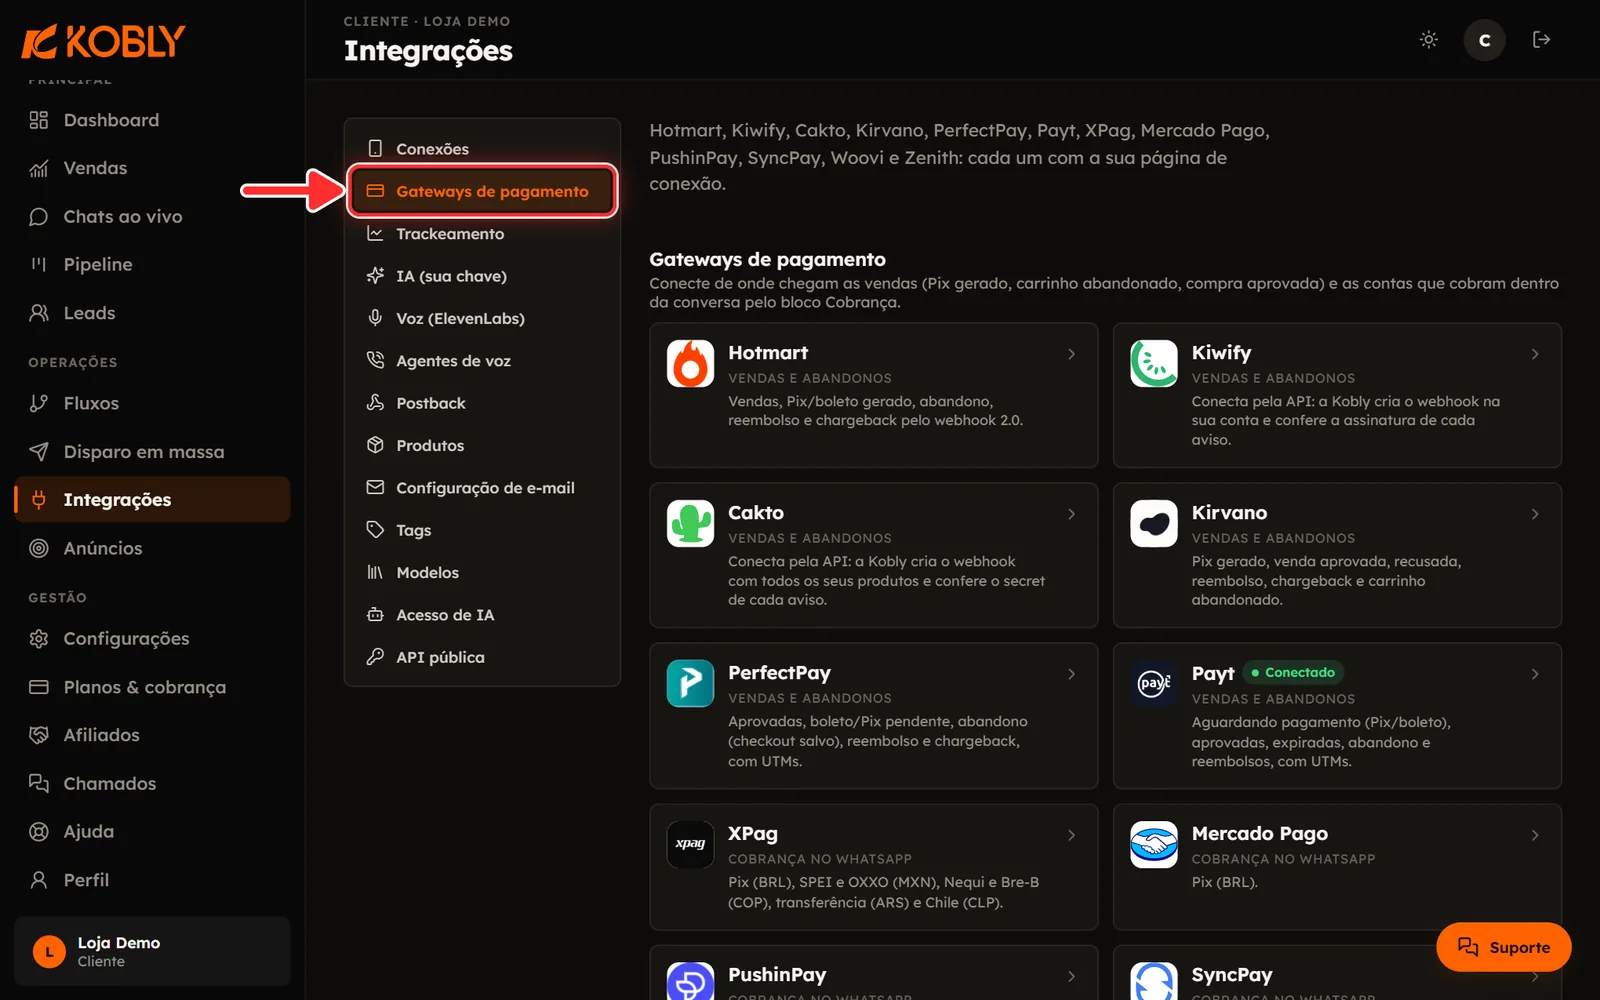 KOBLY
CLIENTE · LOJA DEMO
Integrações
C
PRINCIPAL
Dashboard
Vendas
Chats ao vivo
Pipeline
Leads
OPERAÇÕES
Fluxos
Disparo em massa
Integrações
Anúncios
GESTÃO
Configurações
Planos & cobrança
Afiliados
Chamados
Ajuda
Perfil
L
Loja Demo
Cliente
Conexões
Gateways de pagamento
Trackeamento
IA (sua chave)
Voz (ElevenLabs)
Agentes de voz
Postback
Produtos
Configuração de e-mail
Tags
Modelos
Acesso de IA
API pública
Hotmart, Kiwify, Cakto, Kirvano, PerfectPay, Payt, XPag, Mercado Pago,
PushinPay, SyncPay, Woovi e Zenith: cada um com a sua página de
conexão.
Gateways de pagamento
Conecte de onde chegam as vendas (Pix gerado, carrinho abandonado, compra aprovada) e as contas que cobram dentro
da conversa pelo bloco Cobrança.
Hotmart
VENDAS E ABANDONOS
Vendas, Pix/boleto gerado, abandono,
reembolso e chargeback pelo webhook 2.0.
Kiwify
VENDAS E ABANDONOS
Conecta pela API: a Kobly cria o webhook na
sua conta e confere a assinatura de cada
aviso.
Cakto
VENDAS E ABANDONOS
Conecta pela API: a Kobly cria o webhook
com todos os seus produtos e confere o secret
de cada aviso.
Kirvano
VENDAS E ABANDONOS
Pix gerado, venda aprovada, recusada,
reembolso, chargeback e carrinho
abandonado.
PerfectPay
VENDAS E ABANDONOS
Aprovadas, boleto/Pix pendente, abandono
(checkout salvo), reembolso e chargeback,
com UTMs.
payt
Payt
Conectado
VENDAS E ABANDONOS
Aguardando pagamento (Pix/boleto),
aprovadas, expiradas, abandono e
reembolsos, com UTMs.
xpag
XPag
COBRANÇA NO WHATSAPP
Pix (BRL), SPEI e OXXO (MXN), Nequi e Bre-B
(COP), transferência (ARS) e Chile (CLP).
Mercado Pago
COBRANÇA NO WHATSAPP
Pix (BRL).
PushinPay
COBRANÇA NO WHATSAPP
SyncPay
COBRANÇA NO WHATSAPP
Suporte